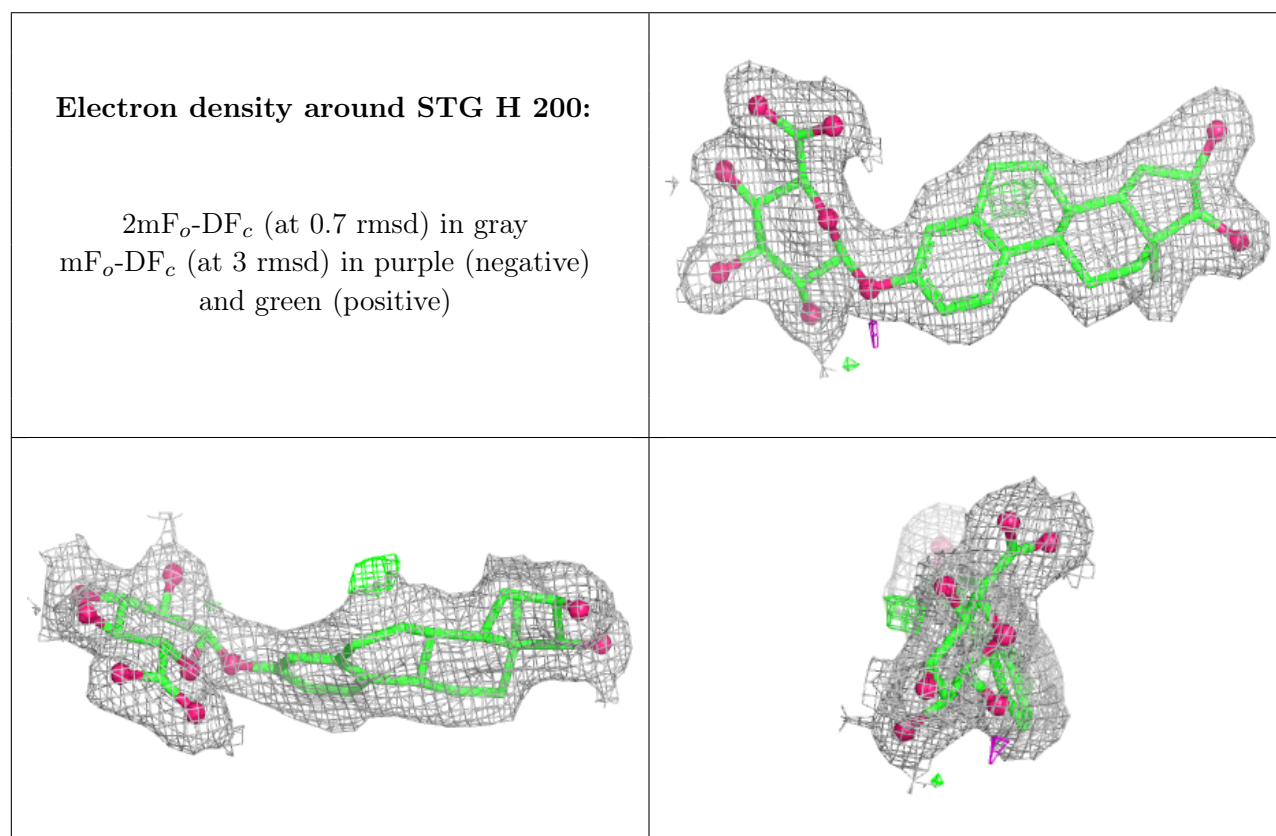 Electron density around STG H 200:
2mFₒ-DF𝒸 (at 0.7 rmsd) in gray
mFₒ-DF𝒸 (at 3 rmsd) in purple (negative)
and green (positive)